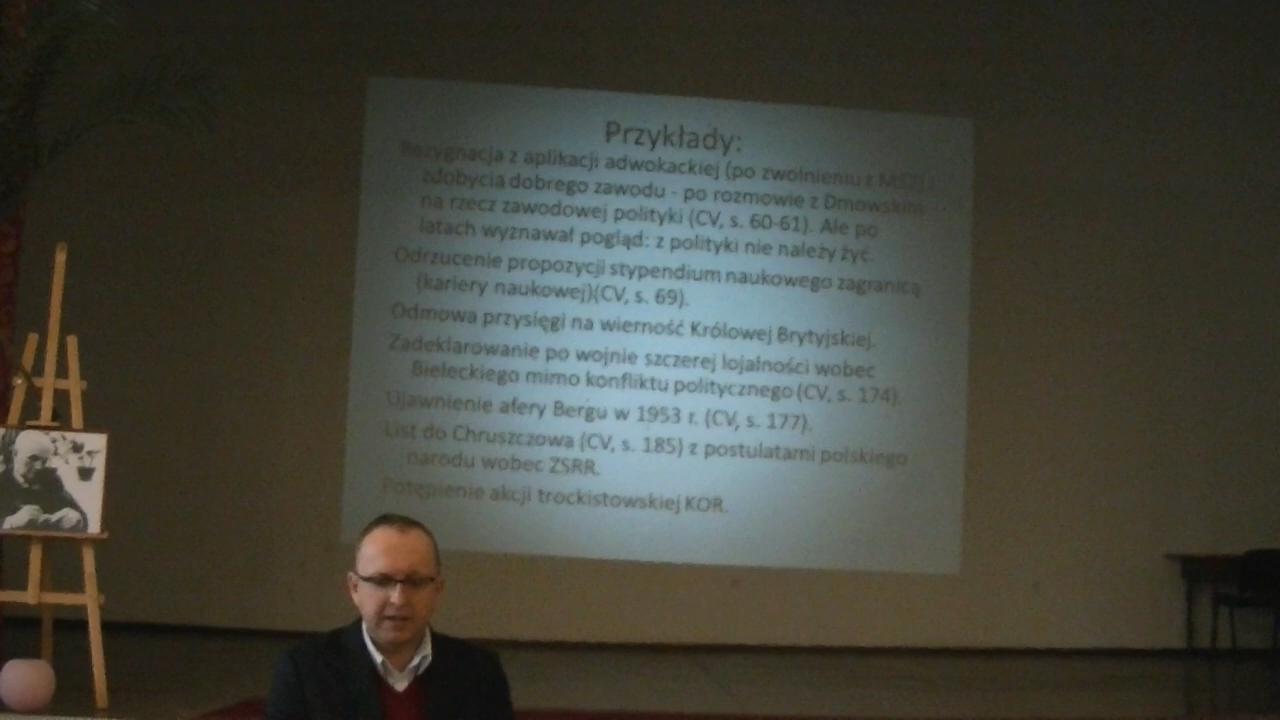 Przykłady:
Rezygnacja z aplikacji adwokackiej (po zwolnieniu z MSZ) i
zdobycia dobrego zawodu - po rozmowie z Dmowskim -
na rzecz zawodowej polityki (CV, s. 60-61). Ale po
latach wyznawał pogląd: z polityki nie należy żyć.
Odrzucenie propozycji stypendium naukowego zagranicą
(kariery naukowej)(CV, s. 69).
Odmowa przysięgi na wierność Królowej Brytyjskiej.
Zadeklarowanie po wojnie szczerej lojalności wobec
Bieleckiego mimo konfliktu politycznego (CV, s. 174).
Ujawnienie afery Bergu w 1953 r. (CV, s. 177).
List do Chruszczowa (CV, s. 185) z postulatami polskiego
narodu wobec ZSRR.
Potępienie akcji trockistowskiej KOR.